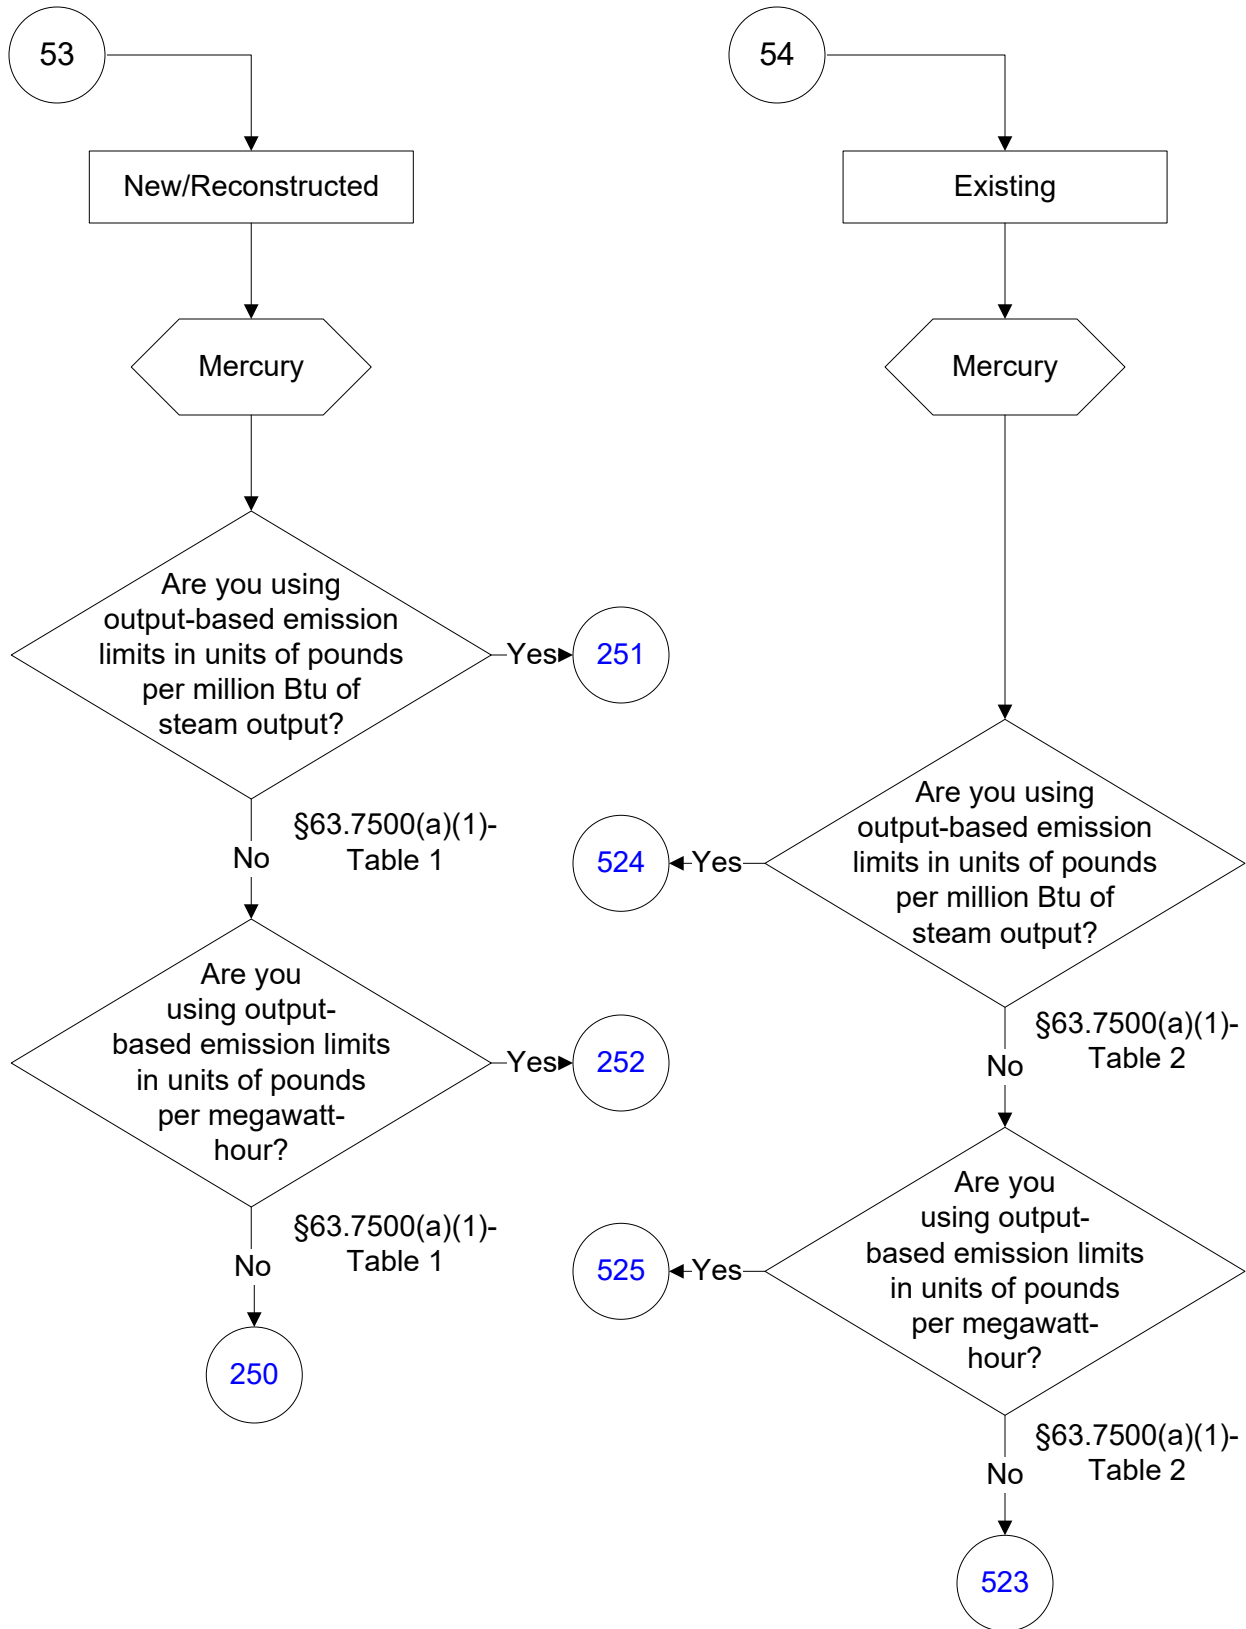 53
New/Reconstructed
Mercury
Are you using
output-based emission
limits in units of pounds
per million Btu of
steam output?
Yes
251
§63.7500(a)(1)-
Table 1
No
Are you
using output-
based emission limits
in units of pounds
per megawatt-
hour?
Yes
252
§63.7500(a)(1)-
Table 1
No
250
54
Existing
Mercury
Are you using
output-based emission
limits in units of pounds
per million Btu of
steam output?
Yes
524
§63.7500(a)(1)-
Table 2
No
Are you
using output-
based emission limits
in units of pounds
per megawatt-
hour?
Yes
525
§63.7500(a)(1)-
Table 2
No
523